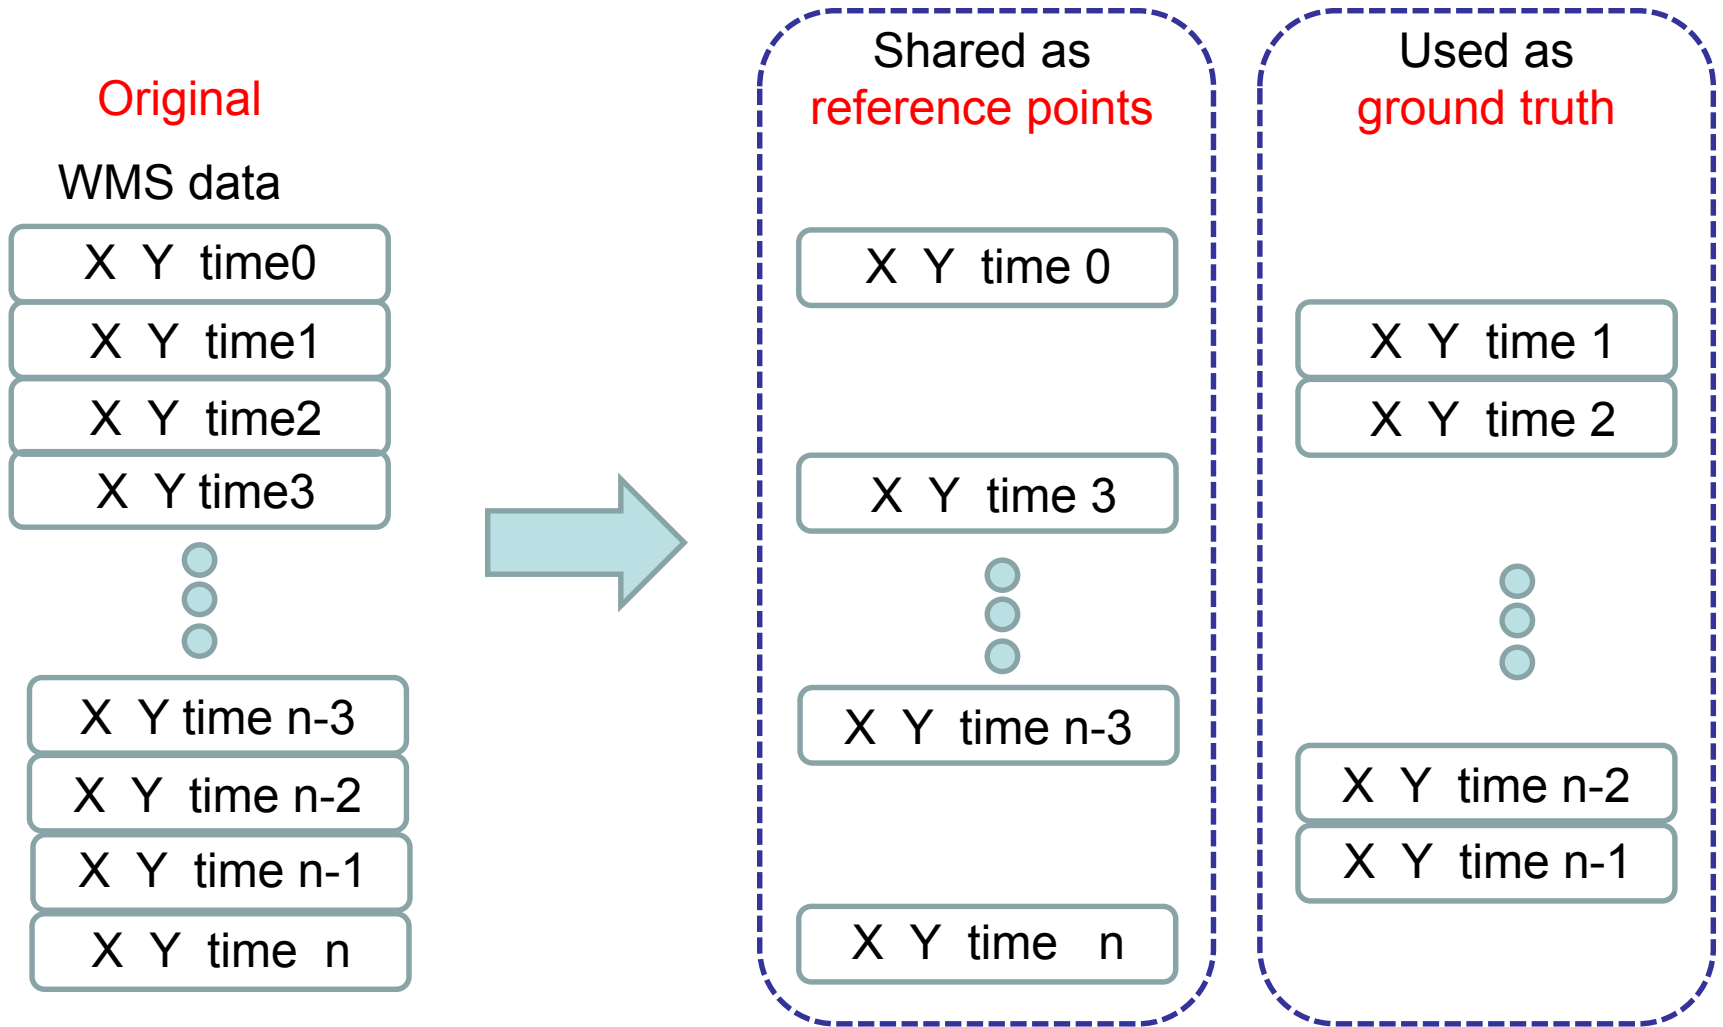 Original
WMS data
X Y time0
X Y time1
X Y time2
X Y time3
X Y time n-3
X Y time n-2
X Y time n-1
X Y time n
Shared as
reference points
X Y time 0
X Y time 3
X Y time n-3
X Y time n
Used as
ground truth
X Y time 1
X Y time 2
X Y time n-2
X Y time n-1